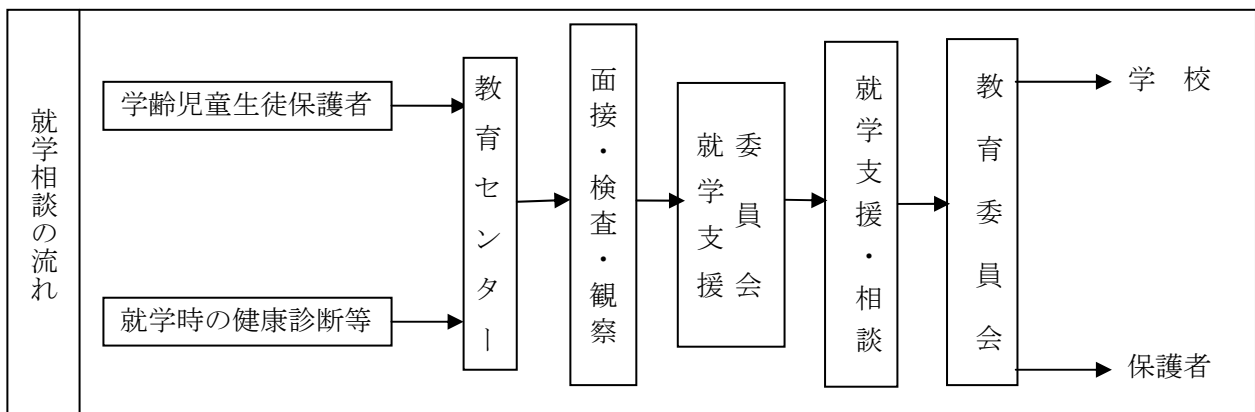 就学相談の流れ
学齢児童生徒保護者
就学時の健康診断等
教育センター
面接・検査・観察
就学支援
委員会
就学支援・相談
教育委員会
学 校
保護者